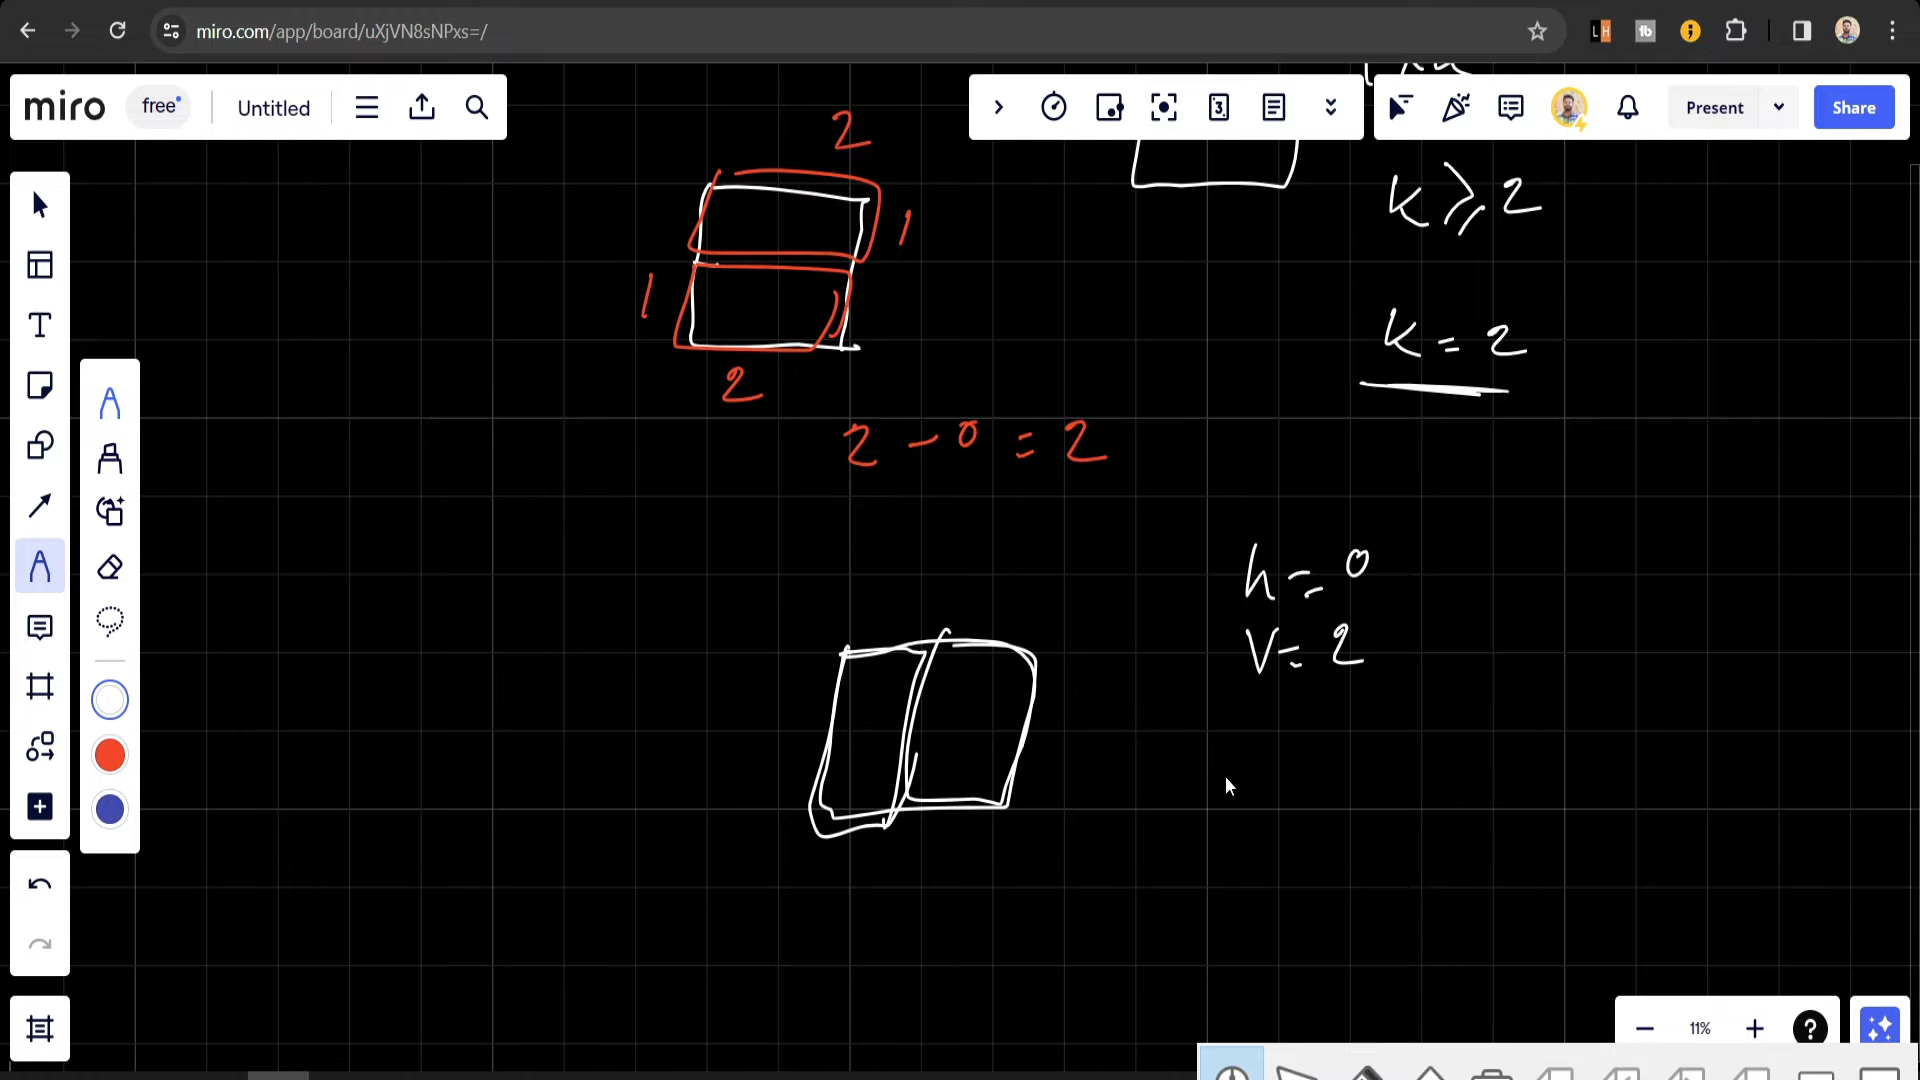 miro.com/app/board/uXjVN8sNPxs=/
miro free Untitled
Present Share
2
1
1
2
2 - 0 = 2
k ⩾ 2
k = 2
h = 0
V = 2
11%